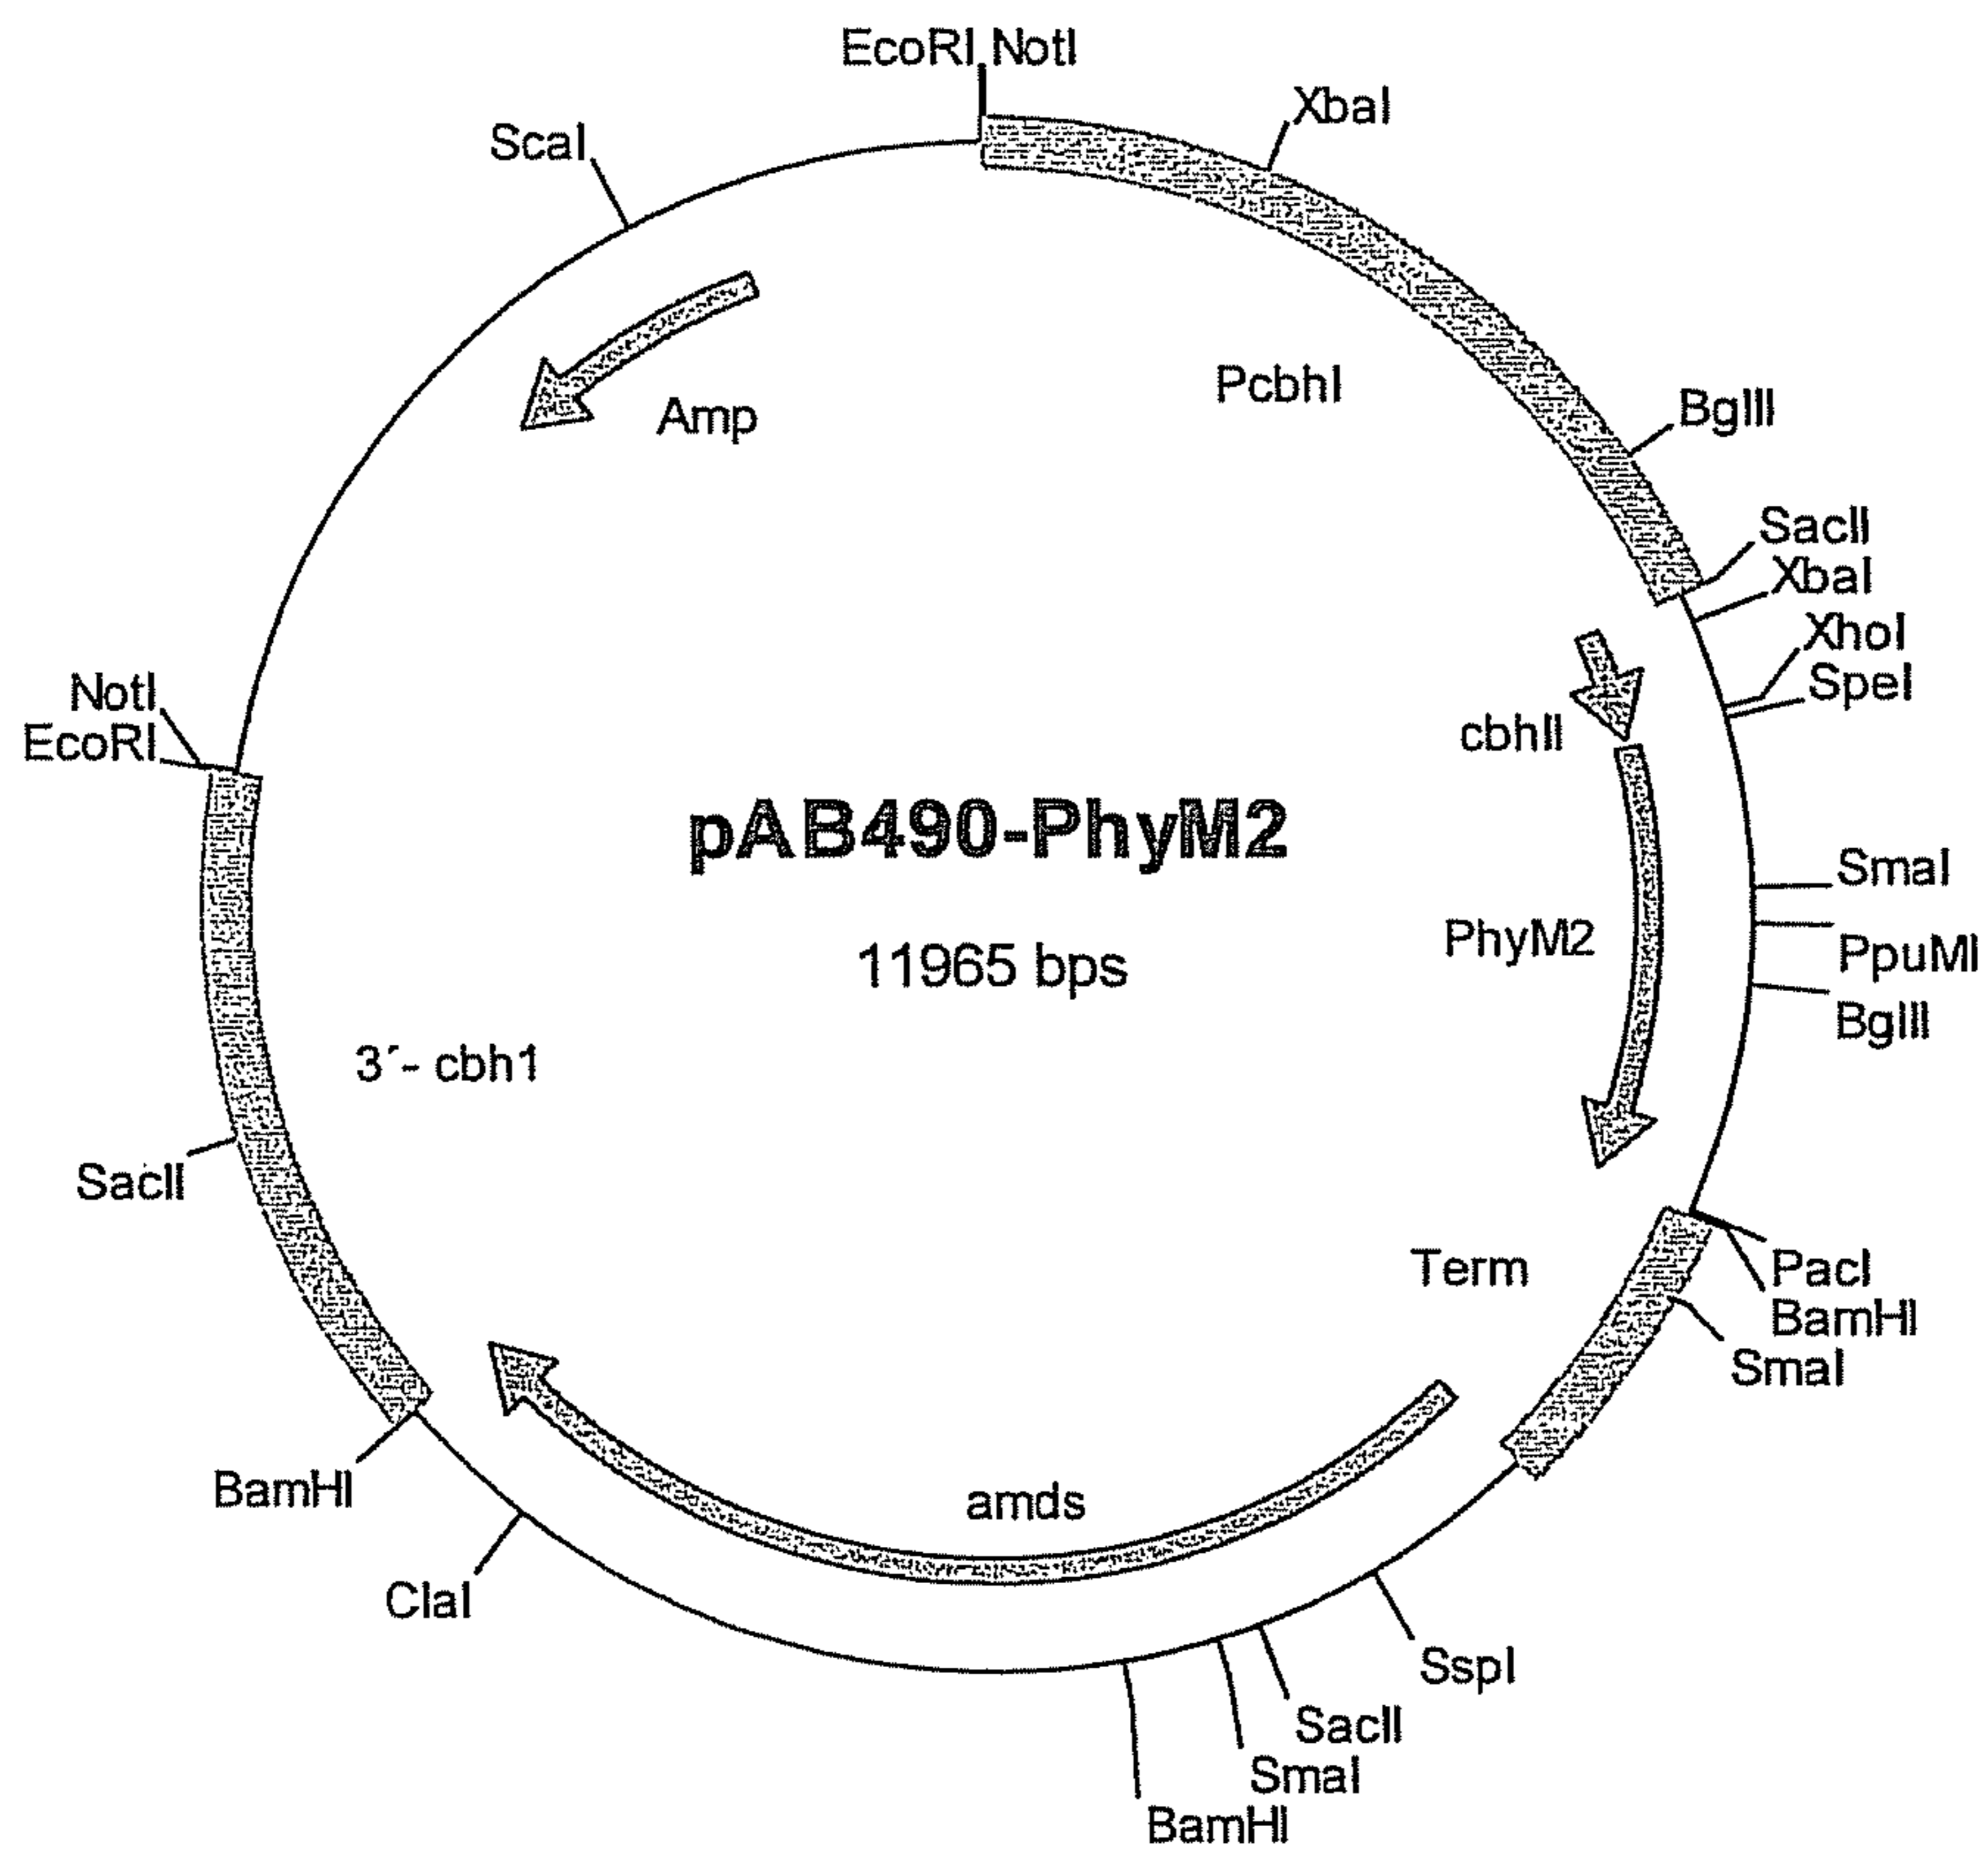 EcoRI NotI
XbaI
ScaI
PcbhI
BglII
Amp
SacII
XbaI
XhoI
SpeI
NotI
EcoRI
cbhII
pAB490-PhyM2
11965 bps
SmaI
PhyM2
PpuMI
BglII
3´- cbh1
SacII
Term
PacI
BamHI
SmaI
BamHI
amds
ClaI
SspI
SacII
SmaI
BamHI